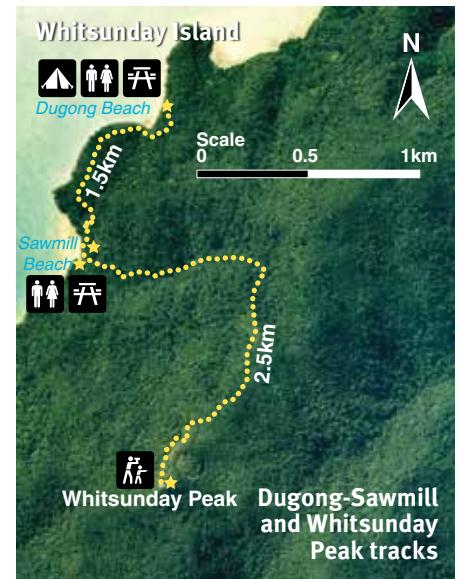 Whitsunday Island
N
Dugong Beach
Scale
0 0.5 1km
1.5km
Sawmill
Beach
2.5km
Whitsunday Peak
Dugong-Sawmill
and Whitsunday
Peak tracks